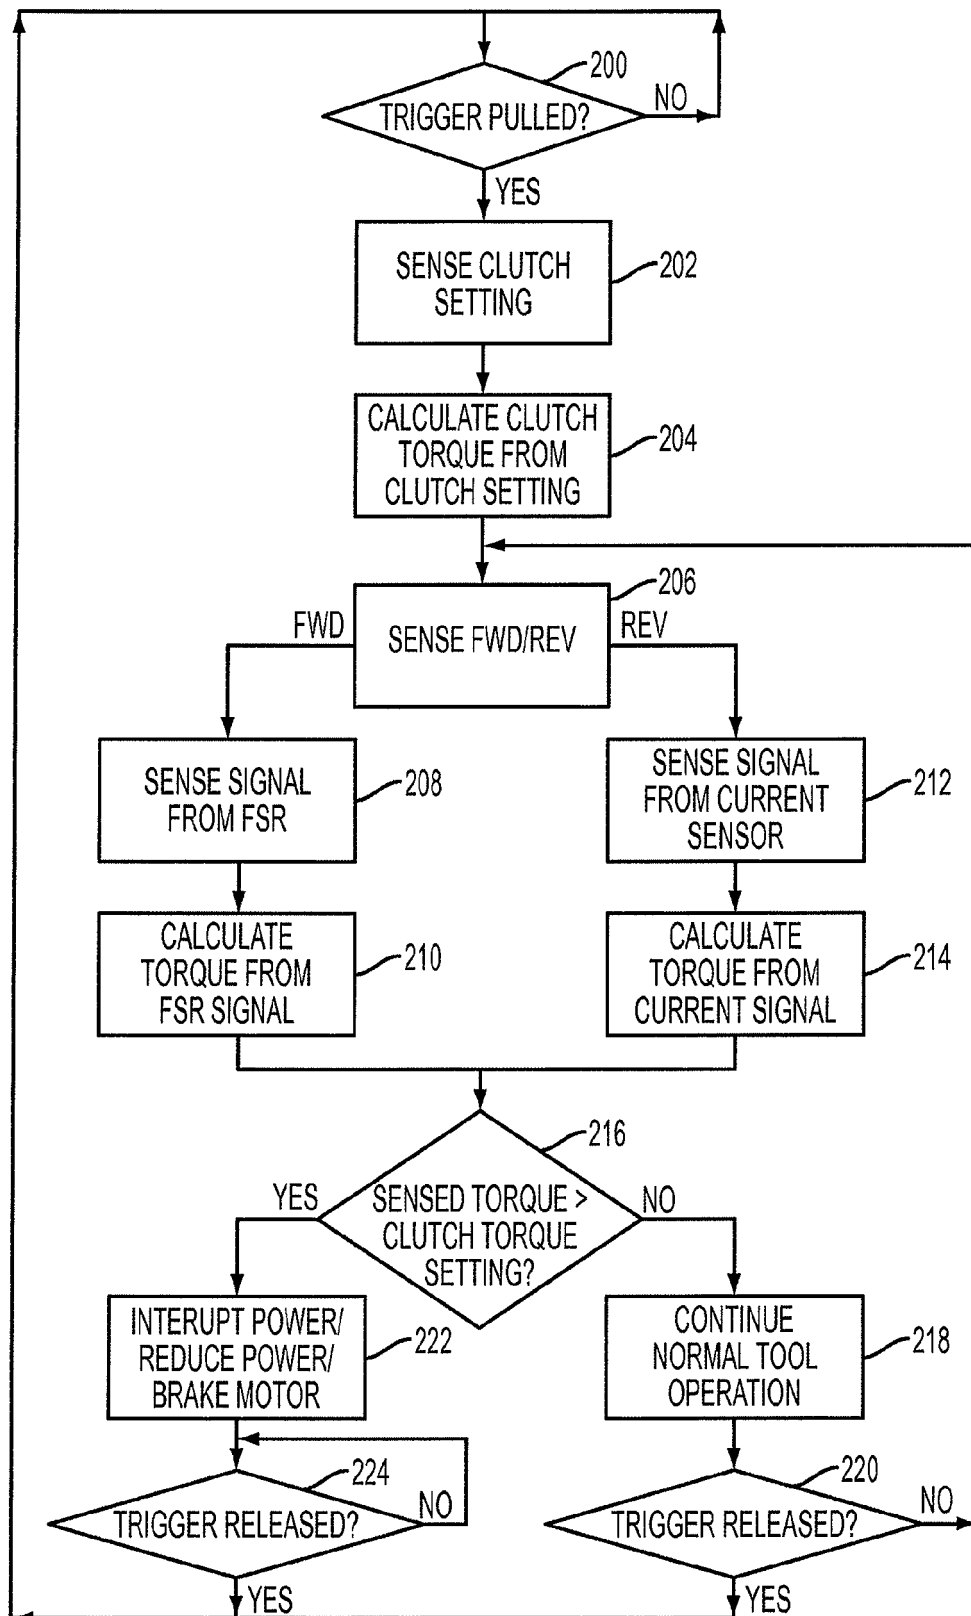 200
TRIGGER PULLED?
NO
YES
SENSE CLUTCH
SETTING
202
CALCULATE CLUTCH
TORQUE FROM
CLUTCH SETTING
204
206
FWD
SENSE FWD/REV
REV
SENSE SIGNAL
FROM FSR
208
SENSE SIGNAL
FROM CURRENT
SENSOR
212
CALCULATE
TORQUE FROM
FSR SIGNAL
210
CALCULATE
TORQUE FROM
CURRENT SIGNAL
214
216
YES
SENSED TORQUE >
CLUTCH TORQUE
SETTING?
NO
INTERUPT POWER/
REDUCE POWER/
BRAKE MOTOR
222
CONTINUE
NORMAL TOOL
OPERATION
218
224
TRIGGER RELEASED?
NO
YES
220
TRIGGER RELEASED?
NO
YES